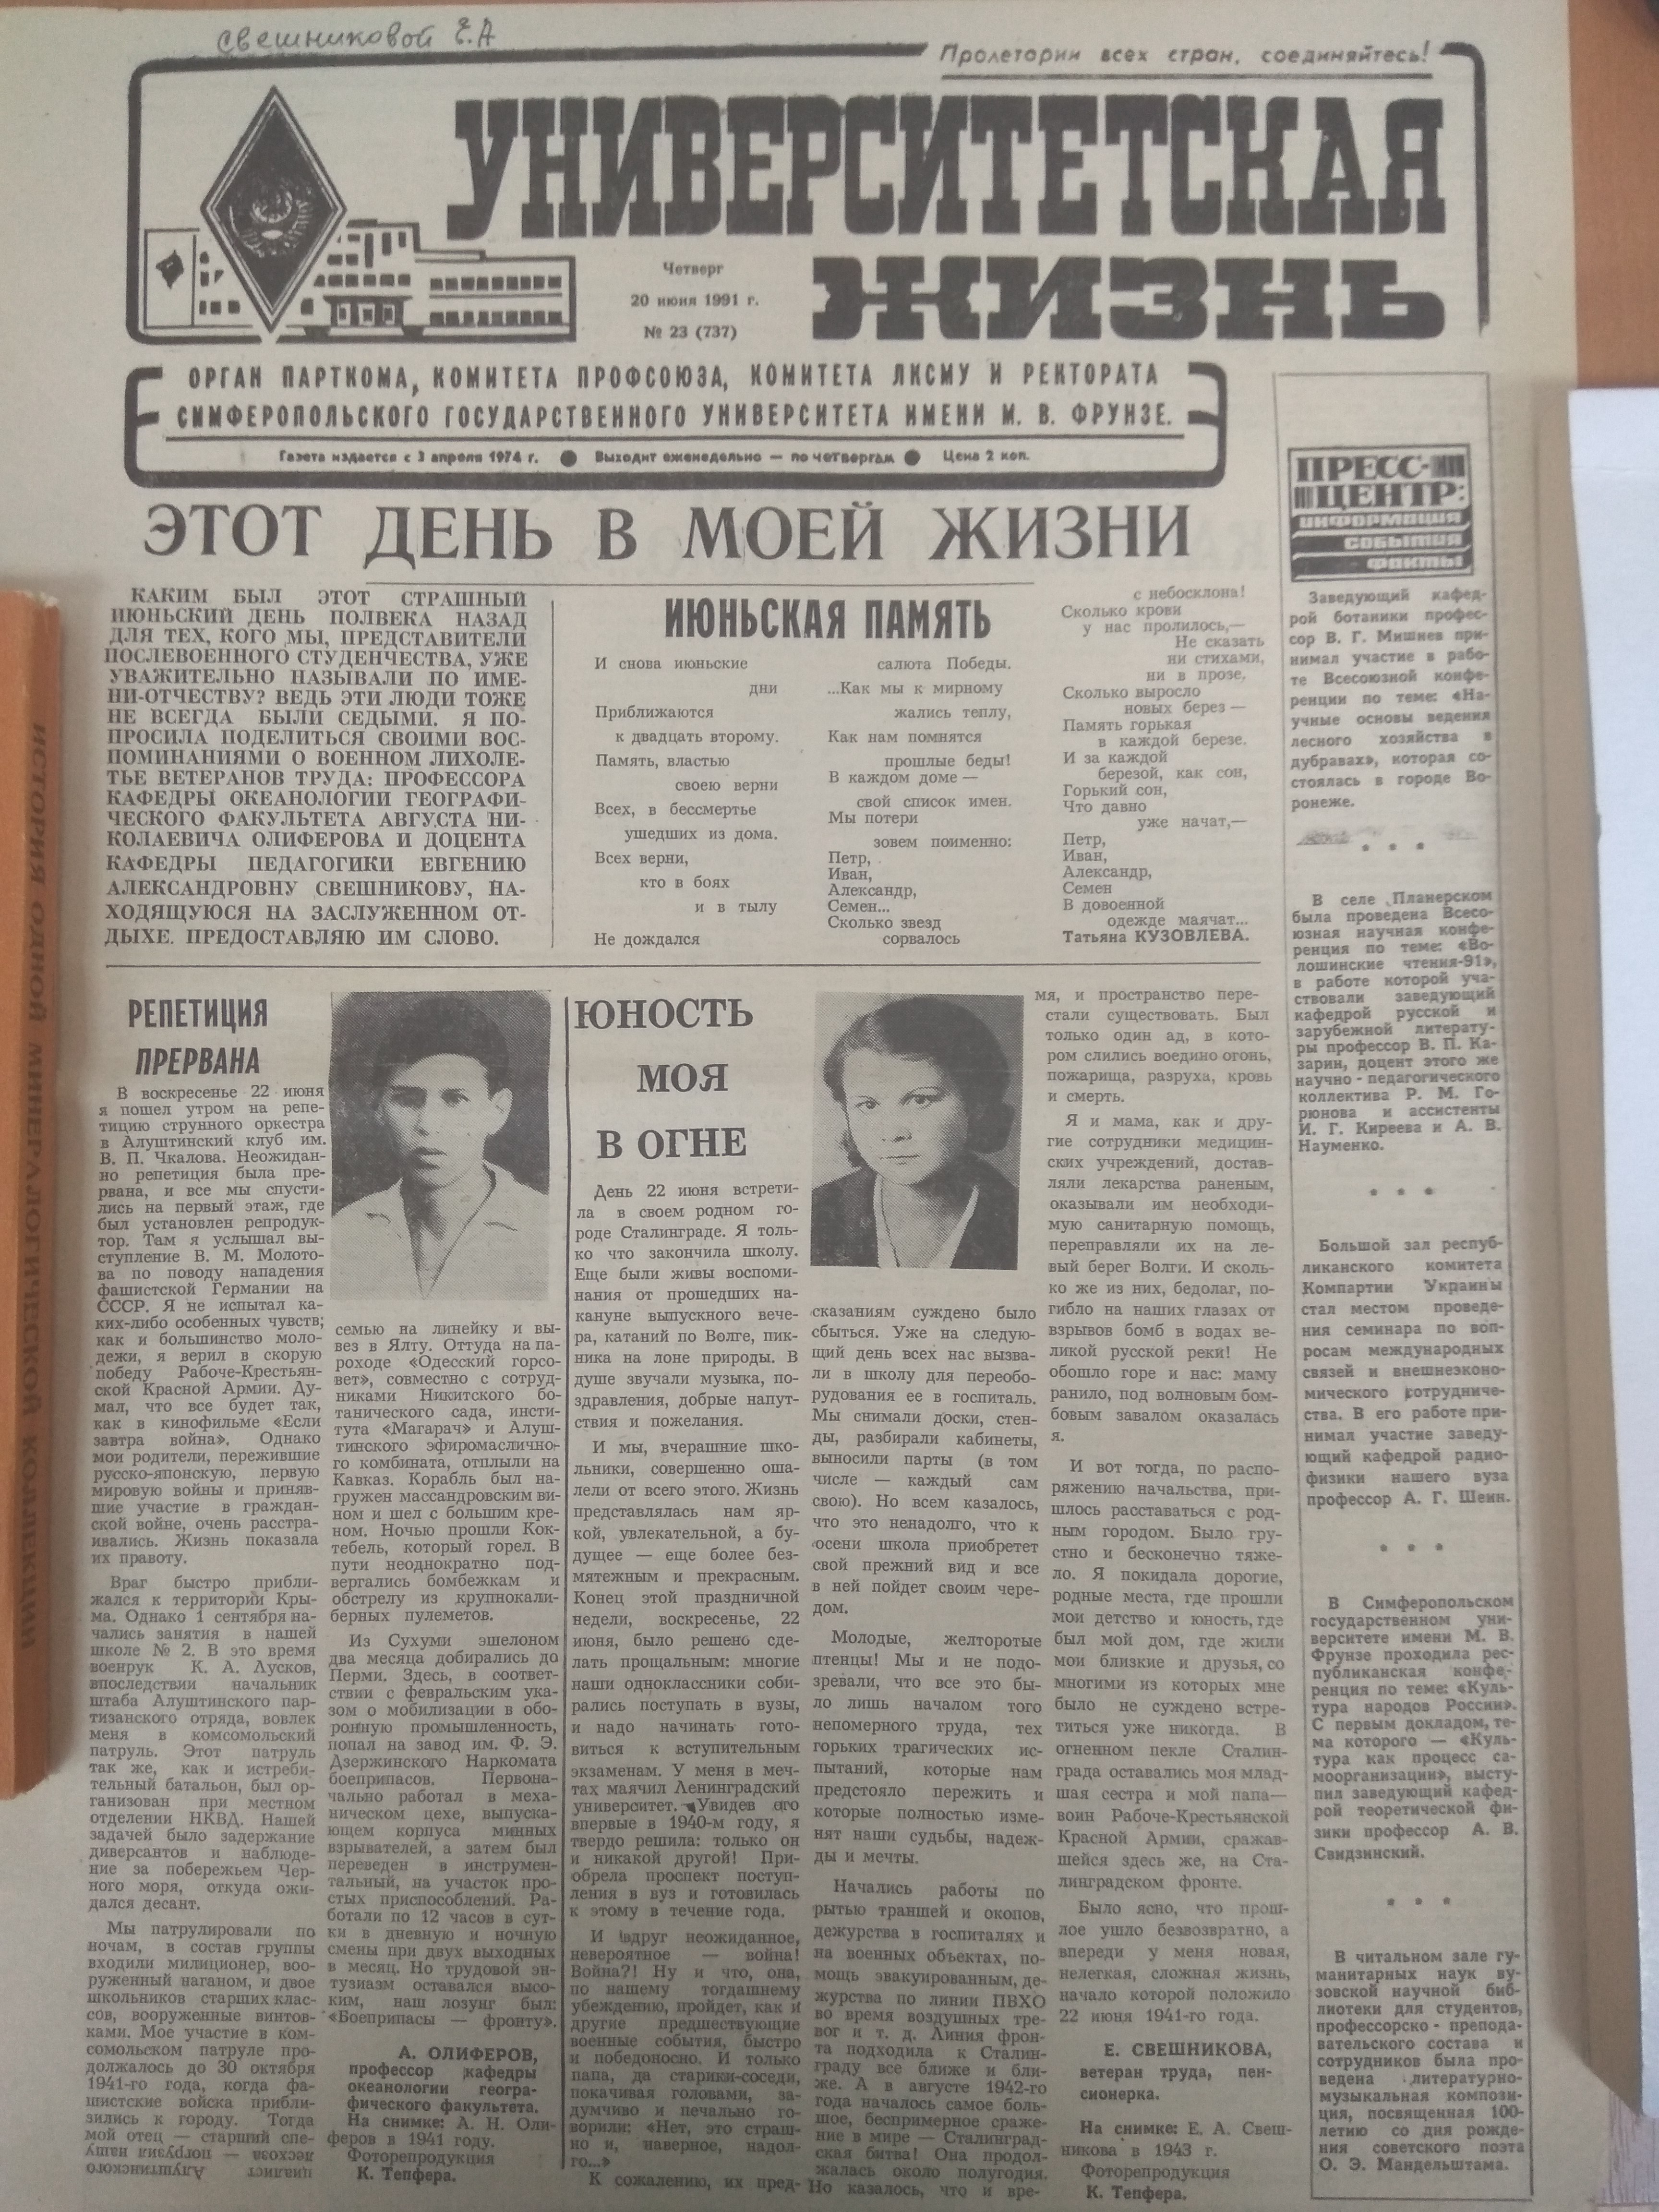 свешниковой Е.А
Пролетарии всех стран, соединяйтесь!
УНИВЕРСИТЕТСКАЯ
ЖИЗНЬ
Четверг
20 июня 1991 г.
№ 23 (737)
ОРГАН ПАРТКОМА, КОМИТЕТА ПРОФСОЮЗА, КОМИТЕТА ЛКСМУ И РЕКТОРАТА
СИМФЕРОПОЛЬСКОГО ГОСУДАРСТВЕННОГО УНИВЕРСИТЕТА ИМЕНИ М. В. ФРУНЗЕ.
Газета издается с 3 апреля 1974 г. ● Выходит еженедельно — по четвергам ● Цена 2 коп.
ЭТОТ ДЕНЬ В МОЕЙ ЖИЗНИ
КАКИМ БЫЛ ЭТОТ СТРАШНЫЙ
ИЮНЬСКИЙ ДЕНЬ ПОЛВЕКА НАЗАД
ДЛЯ ТЕХ, КОГО МЫ, ПРЕДСТАВИТЕЛИ
ПОСЛЕВОЕННОГО СТУДЕНЧЕСТВА, УЖЕ
УВАЖИТЕЛЬНО НАЗЫВАЛИ ПО ИМЕ-
НИ-ОТЧЕСТВУ? ВЕДЬ ЭТИ ЛЮДИ ТОЖЕ
НЕ ВСЕГДА БЫЛИ СЕДЫМИ. Я ПО-
ПРОСИЛА ПОДЕЛИТЬСЯ СВОИМИ ВОС-
ПОМИНАНИЯМИ О ВОЕННОМ ЛИХОЛЕ-
ТЬЕ ВЕТЕРАНОВ ТРУДА: ПРОФЕССОРА
КАФЕДРЫ ОКЕАНОЛОГИИ ГЕОГРАФИ-
ЧЕСКОГО ФАКУЛЬТЕТА АВГУСТА НИ-
КОЛАЕВИЧА ОЛИФЕРОВА И ДОЦЕНТА
КАФЕДРЫ ПЕДАГОГИКИ ЕВГЕНИЮ
АЛЕКСАНДРОВНУ СВЕШНИКОВУ, НА-
ХОДЯЩУЮСЯ НА ЗАСЛУЖЕННОМ ОТ-
ДЫХЕ. ПРЕДОСТАВЛЯЮ ИМ СЛОВО.
ИЮНЬСКАЯ ПАМЯТЬ
И снова июньские
дни
Приближаются
к двадцать второму.
Память, властью
своею верни
Всех, в бессмертье
ушедших из дома.
Всех верни,
кто в боях
и в тылу
Не дождался
салюта Победы.
...Как мы к мирному
жались теплу,
Как нам помнятся
прошлые беды!
В каждом доме —
свой список имен.
Мы потери
зовем поименно:
Петр,
Иван,
Александр,
Семен...
Сколько звезд
сорвалось
с небосклона!
Сколько крови
у нас пролилось,—
Не сказать
ни стихами,
ни в прозе.
Сколько выросло
новых берез —
Память горькая
в каждой березе.
И за каждой
березой, как сон,
Горький сон,
Что давно
уже начат,—
Петр,
Иван,
Александр,
Семен
В довоенной
одежде маячат...
Татьяна КУЗОВЛЕВА.
РЕПЕТИЦИЯ
ПРЕРВАНА
В воскресенье 22 июня
я пошел утром на репе-
тицию струнного оркестра
в Алуштинский клуб им.
В. П. Чкалова. Неожидан-
но репетиция была пре-
рвана, и все мы спусти-
лись на первый этаж, где
был установлен репродук-
тор. Там я услышал вы-
ступление В. М. Молото-
ва по поводу нападения
фашистской Германии на
СССР. Я не испытал ка-
ких-либо особенных чувств;
как и большинство моло-
дежи, я верил в скорую
победу Рабоче-Крестьян-
ской Красной Армии. Ду-
мал, что все будет так,
как в кинофильме «Если
завтра война». Однако
мои родители, пережившие
русско-японскую, первую
мировую войны и приняв-
шие участие в граждан-
ской войне, очень расстра-
ивались. Жизнь показала
их правоту.
Враг быстро прибли-
жался к территории Кры-
ма. Однако 1 сентября на-
чались занятия в нашей
школе № 2. В это время
военрук К. А. Лусков,
впоследствии начальник
штаба Алуштинского пар-
тизанского отряда, вовлек
меня в комсомольский
патруль. Этот патруль
так же, как и истреби-
тельный батальон, был ор-
ганизован при местном
отделении НКВД. Нашей
задачей было задержание
диверсантов и наблюде-
ние за побережьем Чер-
ного моря, откуда ожи-
дался десант.
Мы патрулировали по
ночам, в состав группы
входили милиционер, воо-
руженный наганом, и двое
школьников старших клас-
сов, вооруженные винтов-
ками. Мое участие в ком-
сомольском патруле про-
должалось до 30 октября
1941-го года, когда фа-
шистские войска прибли-
зились к городу. Тогда
мой отец — старший спе-
циалист Алуштинского
лесхоза — погрузил нашу
семью на линейку и вы-
вез в Ялту. Оттуда на па-
роходе «Одесский горсо-
вет», совместно с сотруд-
никами Никитского бо-
танического сада, инсти-
тута «Магарач» и Алуш-
тинского эфиромаслично-
го комбината, отплыли на
Кавказ. Корабль был на-
гружен массандровским ви-
ном и шел с большим кре-
ном. Ночью прошли Кок-
тебель, который горел. В
пути неоднократно под-
вергались бомбежкам и
обстрелу из крупнокали-
берных пулеметов.
Из Сухуми эшелоном
два месяца добирались до
Перми. Здесь, в соответ-
ствии с февральским ука-
зом о мобилизации в обо-
ронную промышленность,
попал на завод им. Ф. Э.
Дзержинского Наркомата
боеприпасов. Первона-
чально работал в меха-
ническом цехе, выпуска-
ющем корпуса минных
взрывателей, а затем был
переведен в инструмен-
тальный, на участок про-
стых приспособлений. Ра-
ботали по 12 часов в сут-
ки в дневную и ночную
смены при двух выходных
в месяц. Но трудовой эн-
тузиазм оставался высо-
ким, наш лозунг был:
«Боеприпасы — фронту».
А. ОЛИФЕРОВ,
профессор кафедры
океанологии геогра-
фического факультета.
На снимке: А. Н. Оли-
феров в 1941 году.
Фоторепродукция
К. Тепфера.
ЮНОСТЬ
МОЯ
В ОГНЕ
День 22 июня встрети-
ла в своем родном го-
роде Сталинграде. Я толь-
ко что закончила школу.
Еще были живы воспоми-
нания от прошедших на-
кануне выпускного вече-
ра, катаний по Волге, пик-
ника на лоне природы. В
душе звучали музыка, по-
здравления, добрые напут-
ствия и пожелания.
И мы, вчерашние шко-
льники, совершенно оша-
лели от всего этого. Жизнь
представлялась нам яр-
кой, увлекательной, а бу-
дущее — еще более без-
мятежным и прекрасным.
Конец этой праздничной
недели, воскресенье, 22
июня, было решено сде-
лать прощальным: многие
наши одноклассники соби-
рались поступать в вузы,
и надо начинать гото-
виться к вступительным
экзаменам. У меня в меч-
тах маячил Ленинградский
университет. Увидев его
впервые в 1940-м году, я
твердо решила: только он
и никакой другой! При-
обрела проспект поступ-
ления в вуз и готовилась
к этому в течение года.
И вдруг неожиданное,
невероятное — война!
Война?! Ну и что, она,
по нашему тогдашнему
убеждению, пройдет, как и
другие предшествующие
военные события, быстро
и победоносно. И только
папа, да старики-соседи,
покачивая головами, за-
думчиво и печально го-
ворили: «Нет, это страш-
но и, наверное, надол-
го...»
К сожалению, их пред-
сказаниям суждено было
сбыться. Уже на следую-
щий день всех нас вызва-
ли в школу для переобо-
рудования ее в госпиталь.
Мы снимали доски, стен-
ды, разбирали кабинеты,
выносили парты (в том
числе — каждый сам
свою). Но всем казалось,
что это ненадолго, что к
осени школа приобретет
свой прежний вид и все
в ней пойдет своим чере-
дом.
Молодые, желторотые
птенцы! Мы и не подо-
зревали, что все это бы-
ло лишь началом того
непомерного труда, тех
горьких трагических ис-
пытаний, которые нам
предстояло пережить и
которые полностью изме-
нят наши судьбы, надеж-
ды и мечты.
Начались работы по
рытью траншей и окопов,
дежурства в госпиталях и
на военных объектах, по-
мощь эвакуированным, де-
журства по линии ПВХО
во время воздушных тре-
вог и т. д. Линия фрон-
та подходила к Сталин-
граду все ближе и бли-
же. А в августе 1942-го
года началось самое боль-
шое, беспримерное сраже-
ние в мире — Сталинград-
ская битва! Она продол-
жалась около полугодия.
Но казалось, что и вре-
мя, и пространство пере-
стали существовать. Был
только один ад, в кото-
ром слились воедино огонь,
пожарища, разруха, кровь
и смерть.
Я и мама, как и дру-
гие сотрудники медицин-
ских учреждений, достав-
ляли лекарства раненым,
оказывали им необходи-
мую санитарную помощь,
переправляли их на ле-
вый берег Волги. И сколь-
ко же из них, бедолаг, по-
гибло на наших глазах от
взрывов бомб в водах ве-
ликой русской реки! Не
обошло горе и нас: маму
ранило, под волновым бом-
бовым завалом оказалась
я.
И вот тогда, по распо-
ряжению начальства, при-
шлось расставаться с род-
ным городом. Было гру-
стно и бесконечно тяже-
ло. Я покидала дорогие,
родные места, где прошли
мои детство и юность, где
был мой дом, где жили
мои близкие и друзья, со
многими из которых мне
было не суждено встре-
титься уже никогда. В
огненном пекле Сталин-
града оставались моя млад-
шая сестра и мой папа—
воин Рабоче-Крестьянской
Красной Армии, сражав-
шейся здесь же, на Ста-
линградском фронте.
Было ясно, что прош-
лое ушло безвозвратно, а
впереди у меня новая,
нелегкая, сложная жизнь,
начало которой положило
22 июня 1941-го года.
Е. СВЕШНИКОВА,
ветеран труда, пен-
сионерка.
На снимке: Е. А. Свеш-
никова в 1943 г.
Фоторепродукция
К. Тепфера.
ПРЕСС-
ЦЕНТР:
ИНФОРМАЦИЯ
СОБЫТИЯ
ФАКТЫ
Заведующий кафед-
рой ботаники профес-
сор В. Г. Мишнев при-
нимал участие в рабо-
те Всесоюзной конфе-
ренции по теме: «На-
учные основы ведения
лесного хозяйства в
дубравах», которая со-
стоялась в городе Во-
ронеже.
* * *
В селе Планерском
была проведена Всесо-
юзная научная конфе-
ренция по теме: «Во-
лошинские чтения-91»,
в работе которой уча-
ствовали заведующий
кафедрой русской и
зарубежной литерату-
ры профессор В. П. Ка-
зарин, доцент этого же
научно - педагогического
коллектива Р. М. Го-
рюнова и ассистенты
И. Г. Киреева и А. В.
Науменко.
* * *
Большой зал респуб-
ликанского комитета
Компартии Украины
стал местом проведе-
ния семинара по воп-
росам международных
связей и внешнеэконо-
мического сотрудниче-
ства. В его работе при-
нимал участие заведу-
ющий кафедрой радио-
физики нашего вуза
профессор А. Г. Шеин.
* * *
В Симферопольском
государственном уни-
верситете имени М. В.
Фрунзе проходила рес-
публиканская конфе-
ренция по теме: «Куль-
тура народов России».
С первым докладом, те-
ма которого — «Куль-
тура как процесс са-
моорганизации», высту-
пил заведующий кафед-
рой теоретической фи-
зики профессор А. В.
Свидзинский.
* * *
В читальном зале гу-
манитарных наук ву-
зовской научной биб-
лиотеки для студентов,
профессорско - препода-
вательского состава и
сотрудников была про-
ведена литературно-
музыкальная компози-
ция, посвященная 100-
летию со дня рожде-
ния советского поэта
О. Э. Мандельштама.
ИСТОРИЯ ОДНОЙ МИНЕРАЛОГИЧЕСКОЙ КОЛЛЕКЦИИ